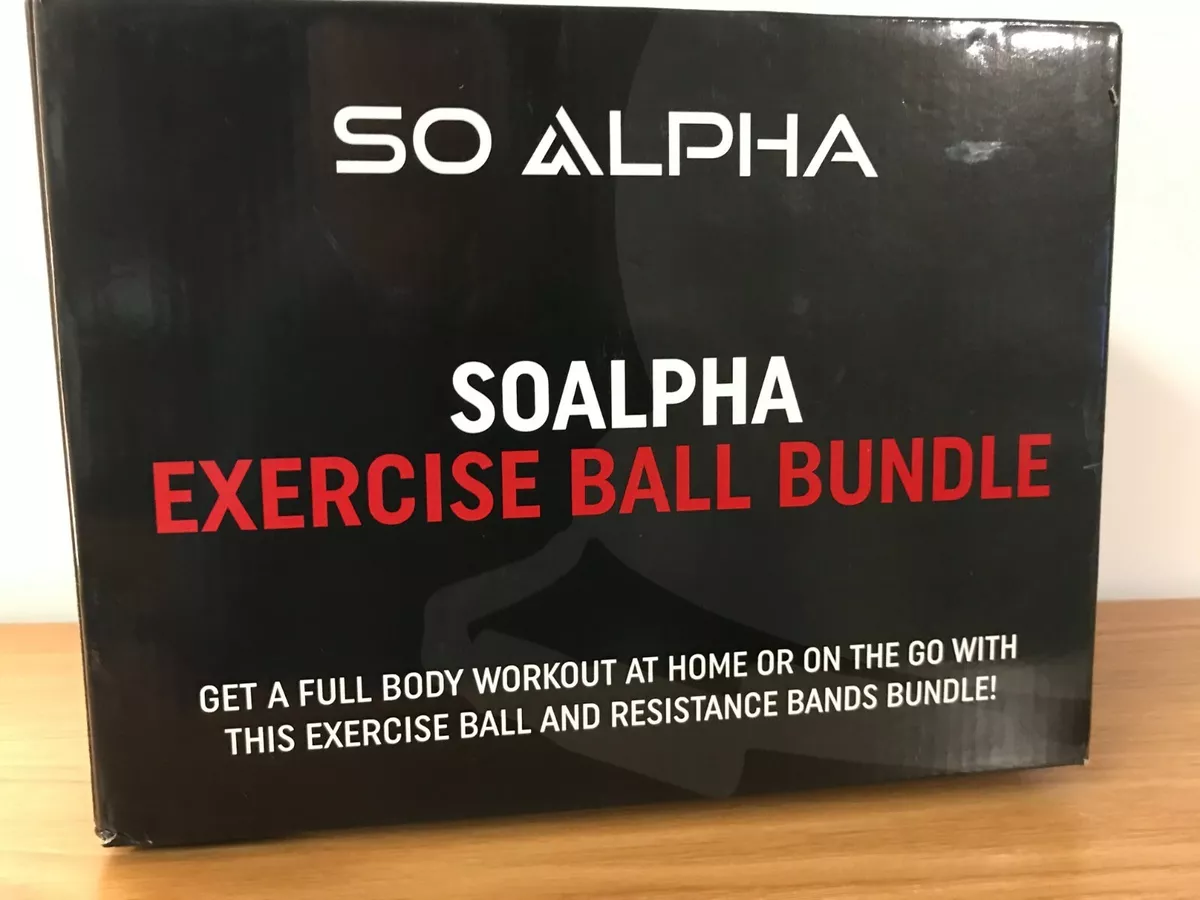 SO ALPHA
SOALPHA
EXERCISE BALL BUNDLE
GET A FULL BODY WORKOUT AT HOME OR ON THE GO WITH
THIS EXERCISE BALL AND RESISTANCE BANDS BUNDLE!